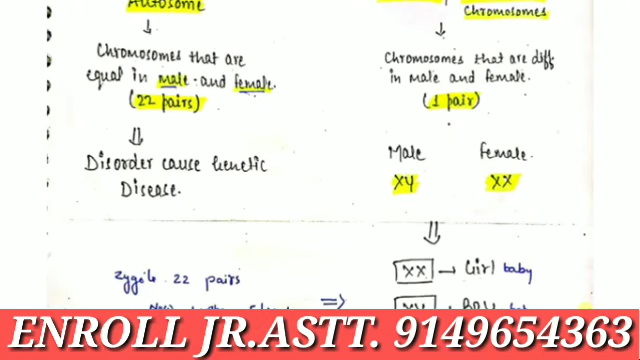 Autosome
Chromosomes
Chromosomes that are
equal in male and female.
(22 pairs)
Disorder cause Genetic
Disease.
Chromosomes that are diff
in male and female.
(1 pair)
Male Female.
XY XX
XX → Girl baby
Zygote 22 pairs
XY
ENROLL JR.ASTT. 9149654363